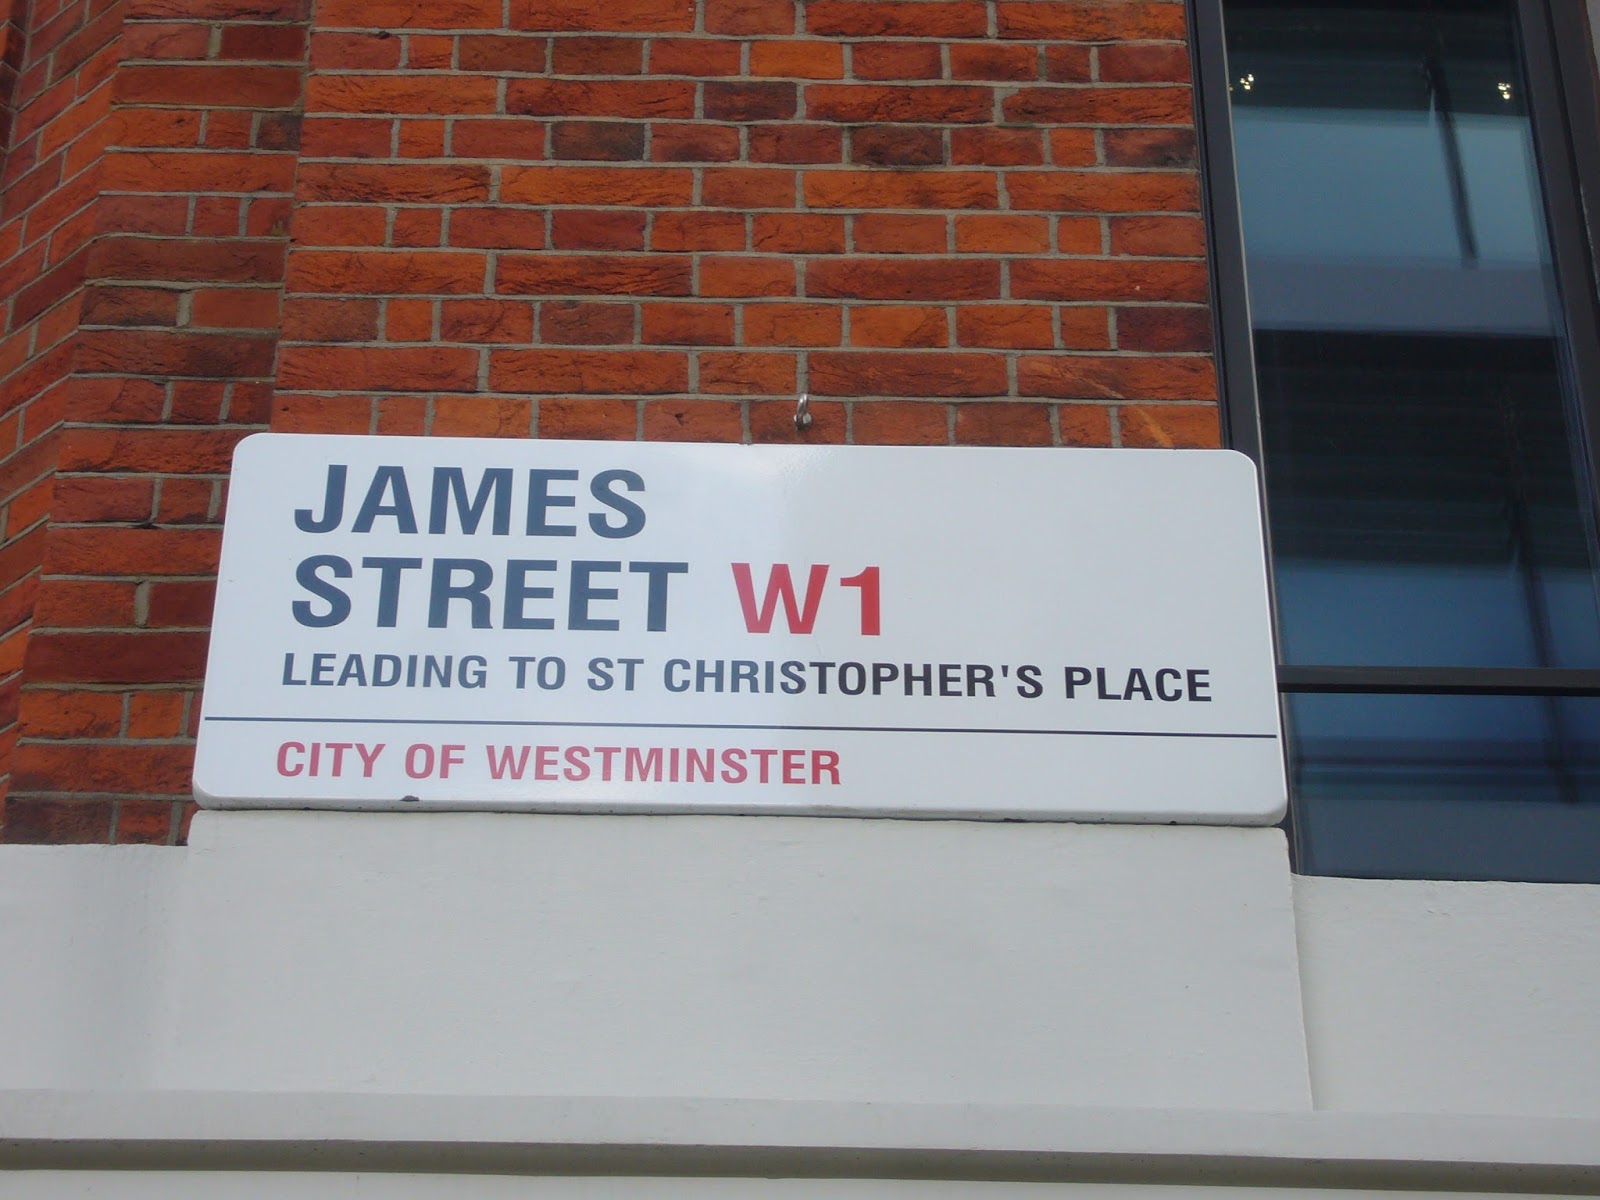 JAMES
STREET W1
LEADING TO ST CHRISTOPHER'S PLACE
CITY OF WESTMINSTER